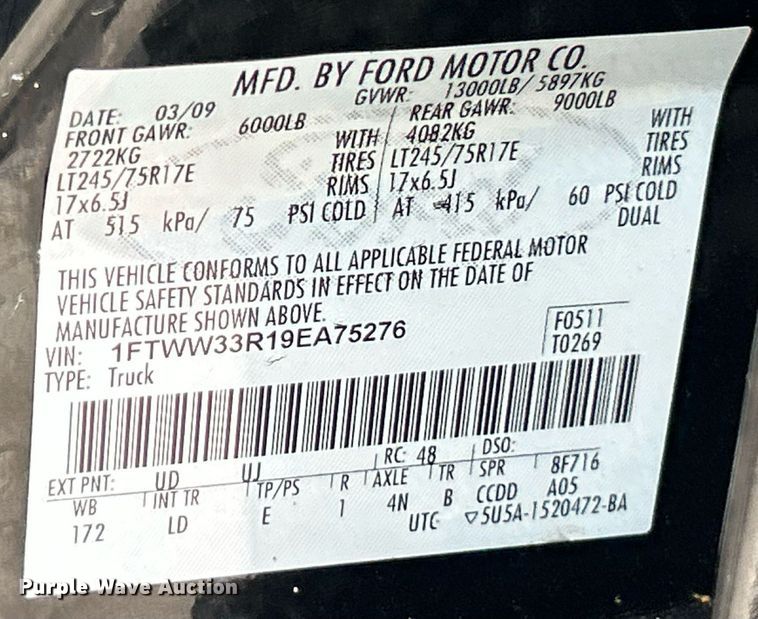 MFD. BY FORD MOTOR CO.
DATE: 03/09 GVWR: 13000LB/ 5897KG
FRONT GAWR: 6000LB REAR GAWR: 9000LB
2722KG WITH 4082KG WITH
LT245/75R17E TIRES LT245/75R17E TIRES
17x6.5J RIMS 17x6.5J RIMS
AT 515 kPa/ 75 PSI COLD AT 415 kPa/ 60 PSI COLD
DUAL
THIS VEHICLE CONFORMS TO ALL APPLICABLE FEDERAL MOTOR
VEHICLE SAFETY STANDARDS IN EFFECT ON THE DATE OF
MANUFACTURE SHOWN ABOVE.
VIN: 1FTWW33R19EA75276 F0511
TYPE: Truck T0269
EXT PNT: UD UJ RC: 48 DSO:
WB INT TR TP/PS R AXLE TR SPR 8F716
172 LD E 1 4N B CCDD A05
UTC ▽5U5A-1520472-BA
Purple Wave Auction